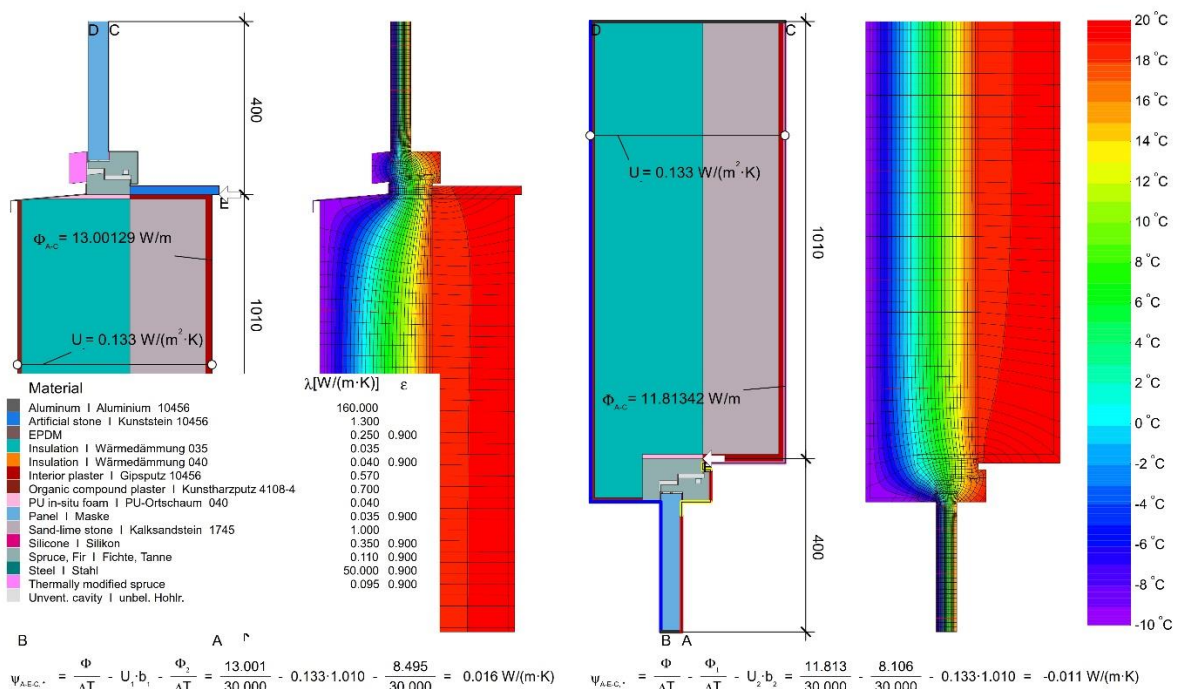 D C
400
E
ΦA-C = 13.00129 W/m
1010
U = 0.133 W/(m²·K)
Material λ[W/(m·K)] ε
Aluminum I Aluminium 10456 160.000
Artificial stone I Kunststein 10456 1.300
EPDM 0.250 0.900
Insulation I Wärmedämmung 035 0.035
Insulation I Wärmedämmung 040 0.040 0.900
Interior plaster I Gipsputz 10456 0.570
Organic compound plaster I Kunstharzputz 4108-4 0.700
PU in-situ foam I PU-Ortschaum 040 0.040
Panel I Maske 0.035 0.900
Sand-lime stone I Kalksandstein 1745 1.000
Silicone I Silikon 0.350 0.900
Spruce, Fir I Fichte, Tanne 0.110 0.900
Steel I Stahl 50.000 0.900
Thermally modified spruce 0.095 0.900
Unvent. cavity I unbel. Hohlr.
B A
ψA-E-C,* = Φ/ΔT - U₁·b₁ - Φ₂/ΔT = 13.001/30.000 - 0.133·1.010 - 8.495/30.000 = 0.016 W/(m·K)
D C
U = 0.133 W/(m²·K)
1010
ΦA-C = 11.81342 W/m
400
B A
ψA-E-C,* = Φ/ΔT - Φ₁/ΔT - U₂·b₂ = 11.813/30.000 - 8.106/30.000 - 0.133·1.010 = -0.011 W/(m·K)
20 °C
18 °C
16 °C
14 °C
12 °C
10 °C
8 °C
6 °C
4 °C
2 °C
0 °C
-2 °C
-4 °C
-6 °C
-8 °C
-10 °C